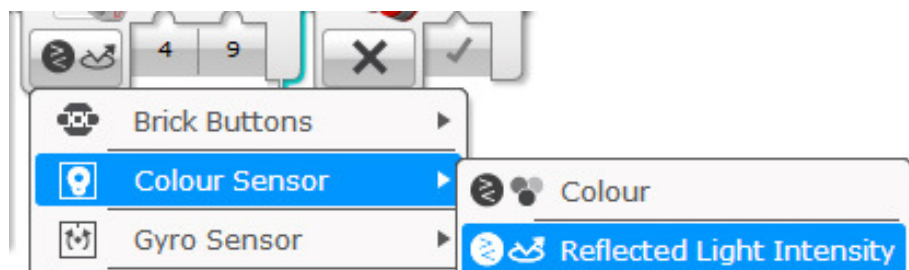 4 9
Brick Buttons
Colour Sensor
Colour
Gyro Sensor
Reflected Light Intensity